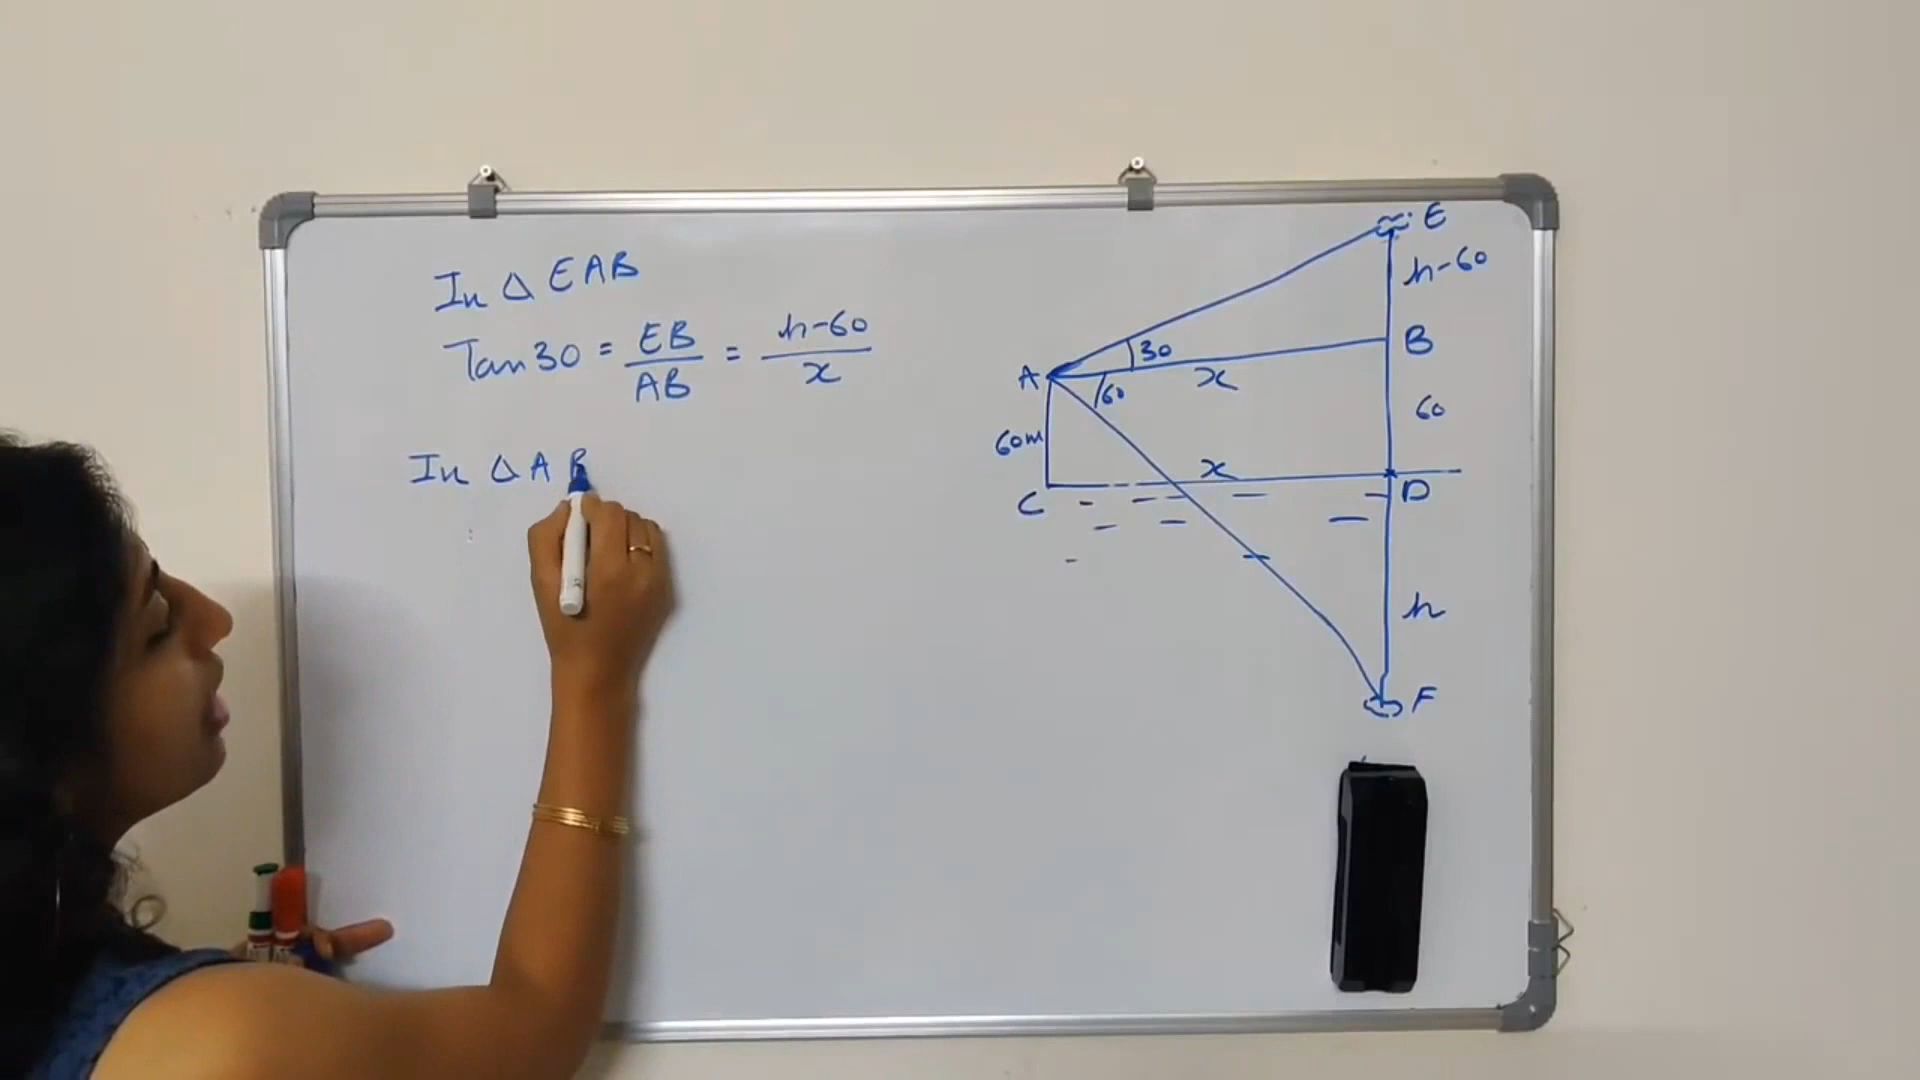 In Δ EAB
Tan 30 = EB/AB = h-60/x
In Δ A B
E
h-60
B
30
A
x
60
60
60m
x
C
D
h
F